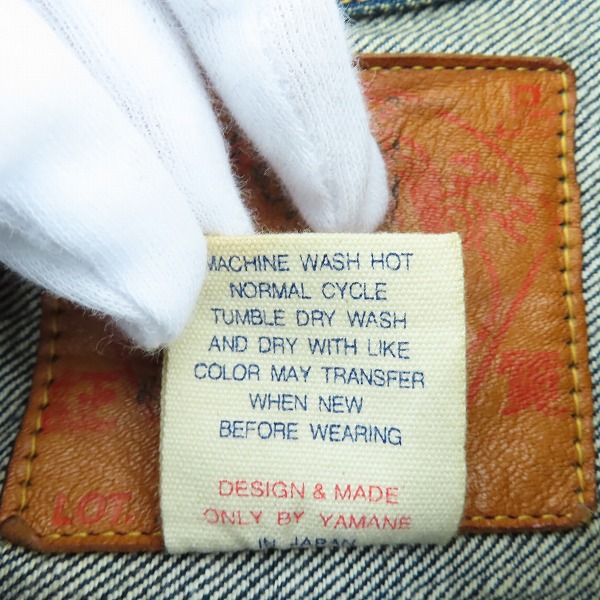 MACHINE WASH HOT
NORMAL CYCLE
TUMBLE DRY WASH
AND DRY WITH LIKE
COLOR MAY TRANSFER
WHEN NEW
BEFORE WEARING
DESIGN & MADE
ONLY BY YAMANE
IN JAPAN
LOT.